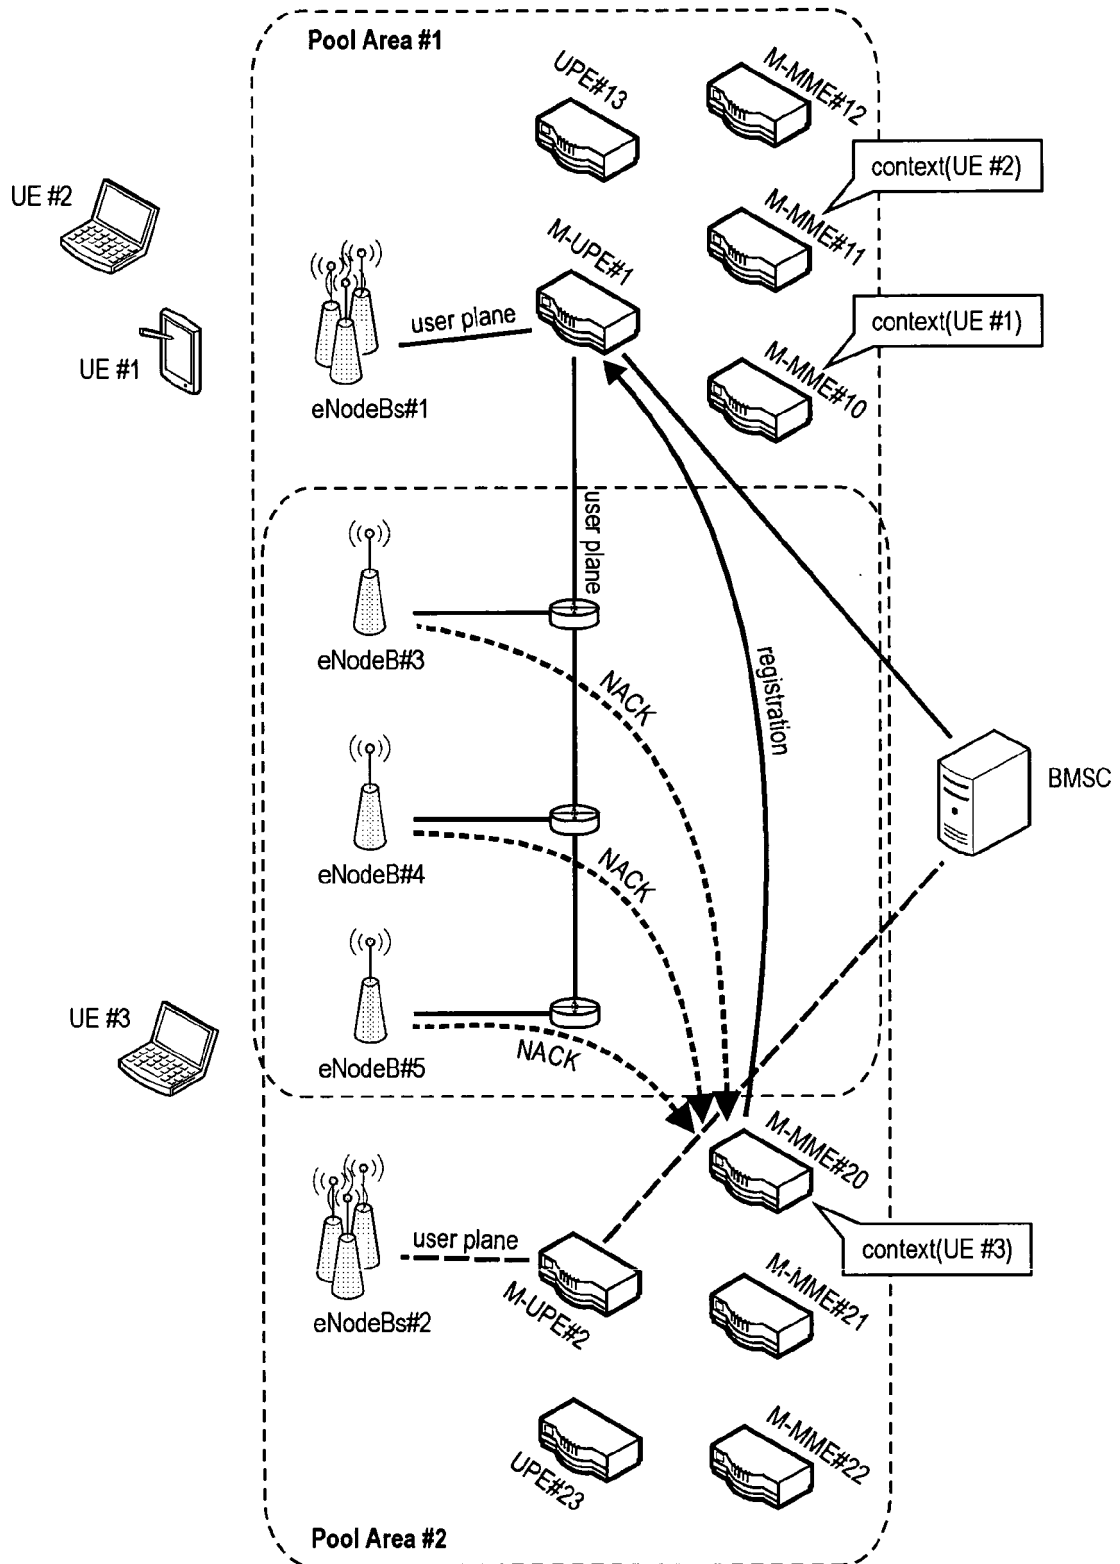 Pool Area #1
UPE#13
M-MME#12
context(UE #2)
UE #2
M-UPE#1
M-MME#11
context(UE #1)
user plane
UE #1
M-MME#10
eNodeBs#1
user plane
eNodeB#3
NACK
registration
BMSC
eNodeB#4
NACK
UE #3
NACK
eNodeB#5
M-MME#20
user plane
context(UE #3)
M-MME#21
eNodeBs#2
M-UPE#2
M-MME#22
UPE#23
Pool Area #2